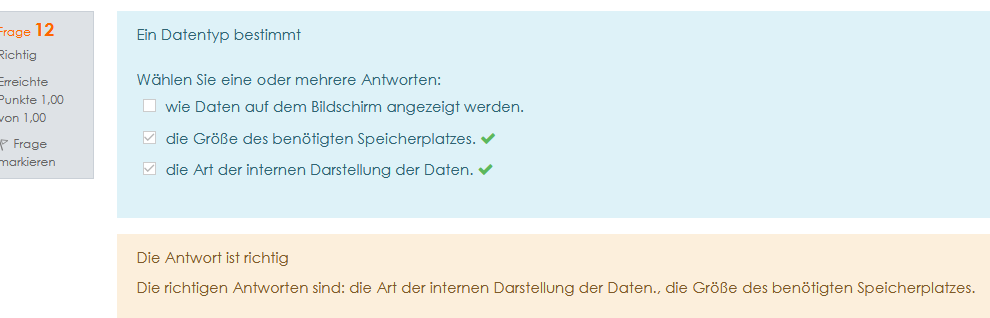 Frage 12
Richtig
Erreichte
Punkte 1,00
von 1,00
Frage
markieren
Ein Datentyp bestimmt
Wählen Sie eine oder mehrere Antworten:
wie Daten auf dem Bildschirm angezeigt werden.
die Größe des benötigten Speicherplatzes.
die Art der internen Darstellung der Daten.
Die Antwort ist richtig
Die richtigen Antworten sind: die Art der internen Darstellung der Daten., die Größe des benötigten Speicherplatzes.